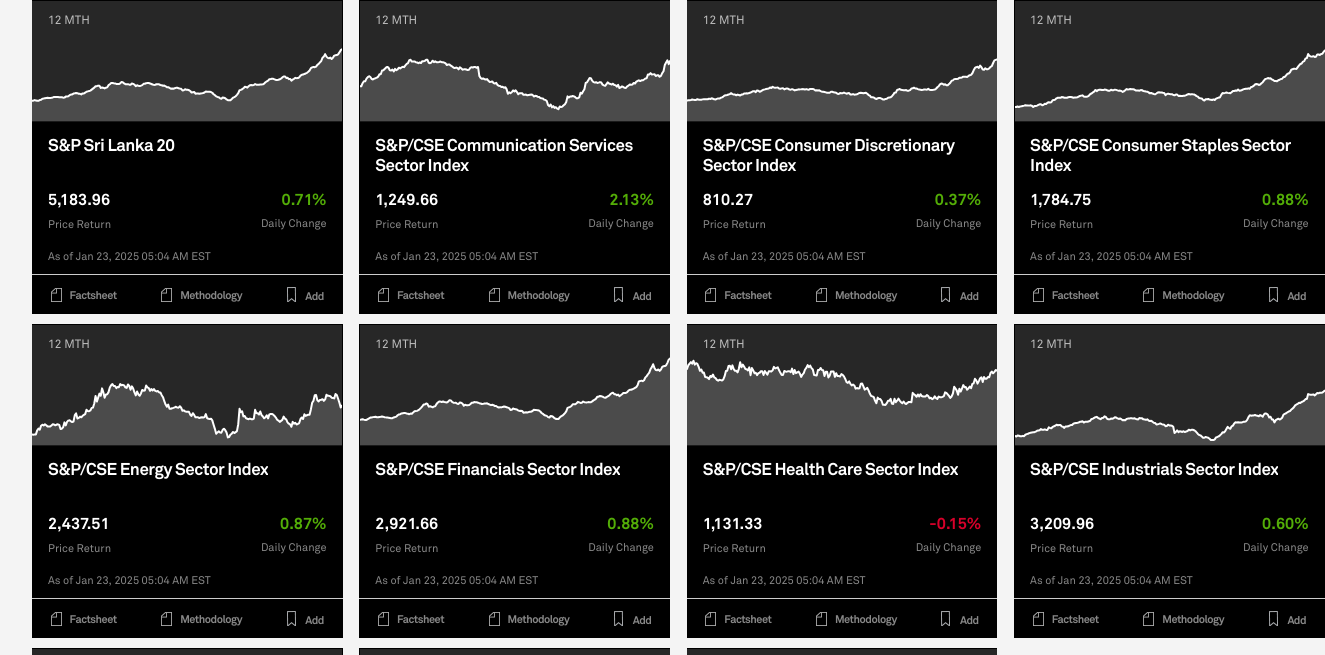 12 MTH
S&P Sri Lanka 20
5,183.96 0.71%
Price Return Daily Change
As of Jan 23, 2025 05:04 AM EST
Factsheet Methodology Add
12 MTH
S&P/CSE Communication Services
Sector Index
1,249.66 2.13%
Price Return Daily Change
As of Jan 23, 2025 05:04 AM EST
Factsheet Methodology Add
12 MTH
S&P/CSE Consumer Discretionary
Sector Index
810.27 0.37%
Price Return Daily Change
As of Jan 23, 2025 05:04 AM EST
Factsheet Methodology Add
12 MTH
S&P/CSE Consumer Staples Sector
Index
1,784.75 0.88%
Price Return Daily Change
As of Jan 23, 2025 05:04 AM EST
Factsheet Methodology Add
12 MTH
S&P/CSE Energy Sector Index
2,437.51 0.87%
Price Return Daily Change
As of Jan 23, 2025 05:04 AM EST
Factsheet Methodology Add
12 MTH
S&P/CSE Financials Sector Index
2,921.66 0.88%
Price Return Daily Change
As of Jan 23, 2025 05:04 AM EST
Factsheet Methodology Add
12 MTH
S&P/CSE Health Care Sector Index
1,131.33 -0.15%
Price Return Daily Change
As of Jan 23, 2025 05:04 AM EST
Factsheet Methodology Add
12 MTH
S&P/CSE Industrials Sector Index
3,209.96 0.60%
Price Return Daily Change
As of Jan 23, 2025 05:04 AM EST
Factsheet Methodology Add